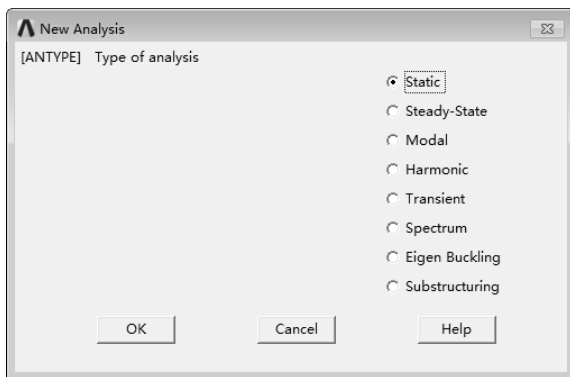 New Analysis
[ANTYPE] Type of analysis
Static
Steady-State
Modal
Harmonic
Transient
Spectrum
Eigen Buckling
Substructuring
OK Cancel Help